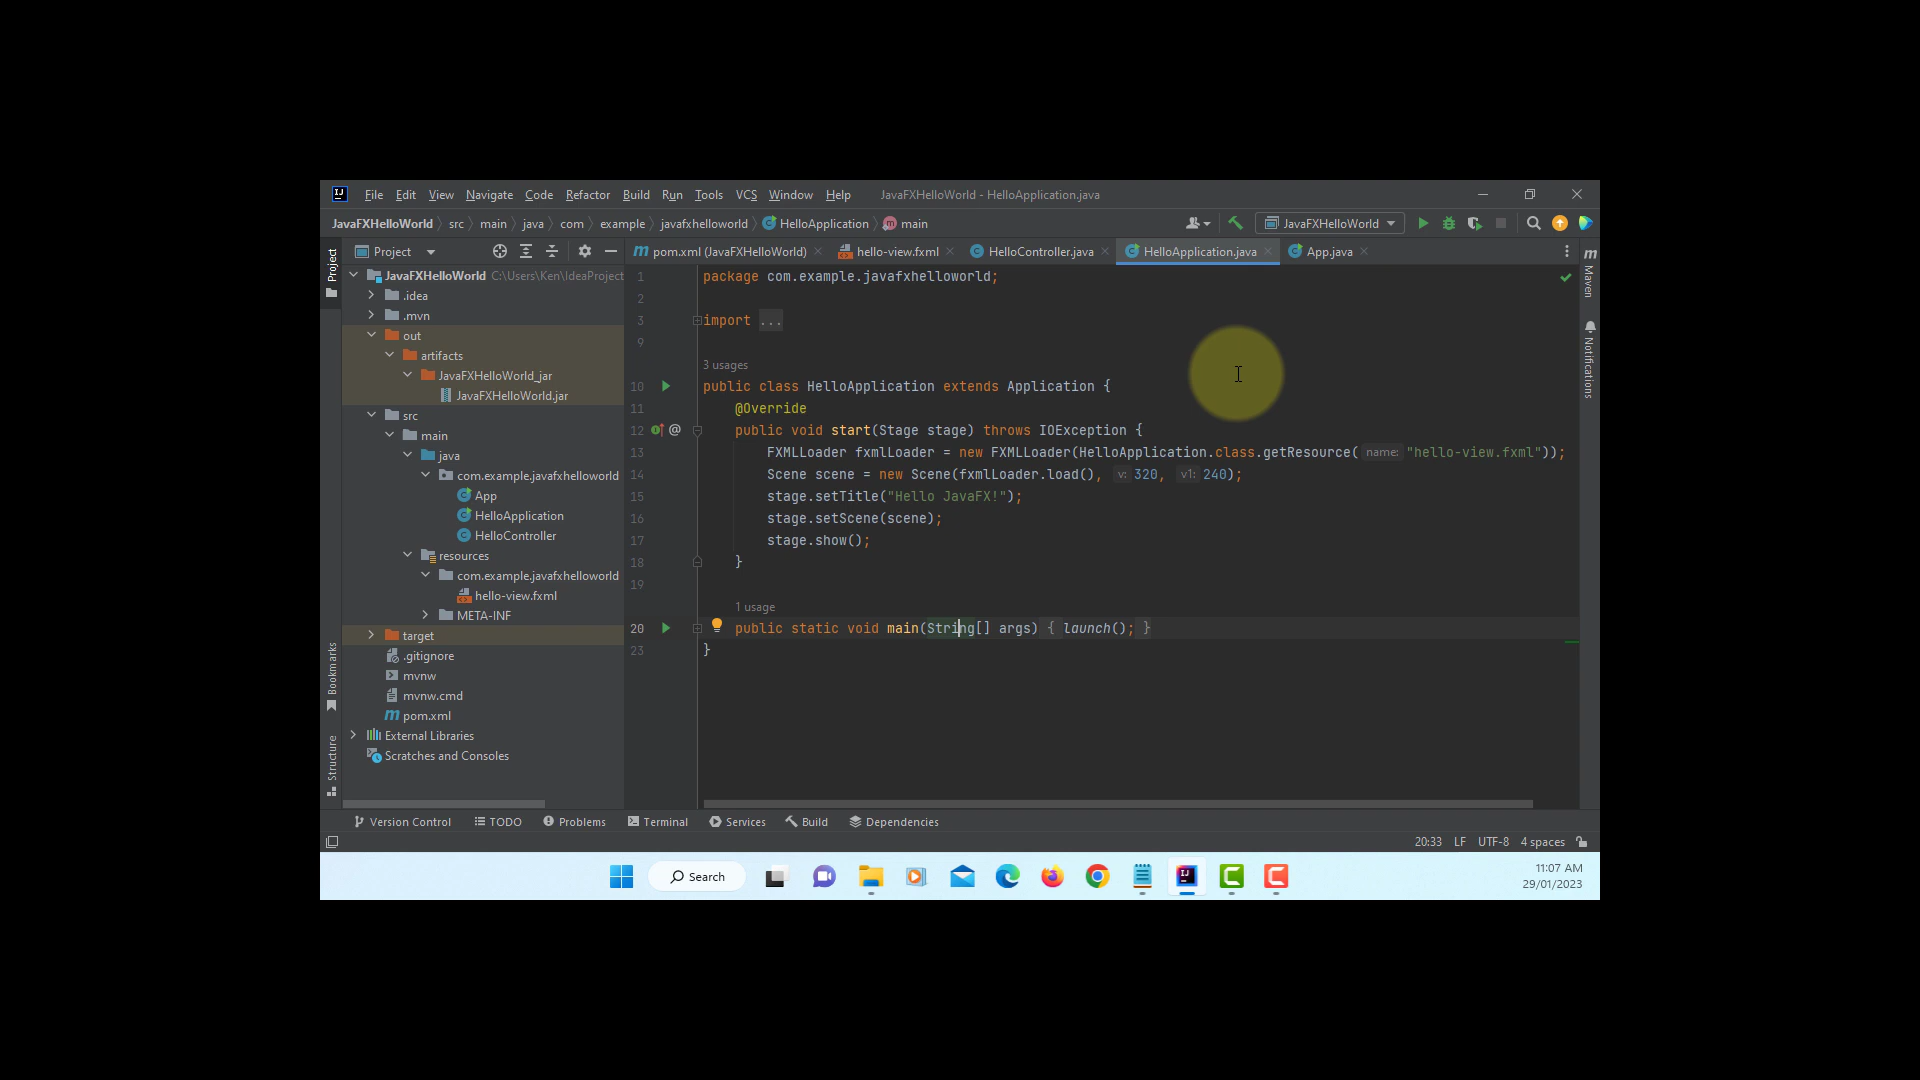 File Edit View Navigate Code Refactor Build Run Tools VCS Window Help JavaFXHelloWorld - HelloApplication.java
JavaFXHelloWorld src main java com example javafxhelloworld HelloApplication main JavaFXHelloWorld
Project
Project
pom.xml (JavaFXHelloWorld) hello-view.fxml HelloController.java HelloApplication.java App.java
Maven
Notifications
Bookmarks
Structure
JavaFXHelloWorld C:\Users\Ken\IdeaProject
.idea
.mvn
out
artifacts
JavaFXHelloWorld_jar
JavaFXHelloWorld.jar
src
main
java
com.example.javafxhelloworld
App
HelloApplication
HelloController
resources
com.example.javafxhelloworld
hello-view.fxml
META-INF
target
.gitignore
mvnw
mvnw.cmd
pom.xml
External Libraries
Scratches and Consoles
1 package com.example.javafxhelloworld;
2
3 import ...
9
3 usages
10 public class HelloApplication extends Application {
11 @Override
12 public void start(Stage stage) throws IOException {
13 FXMLLoader fxmlLoader = new FXMLLoader(HelloApplication.class.getResource( name: "hello-view.fxml"));
14 Scene scene = new Scene(fxmlLoader.load(), v: 320, v1: 240);
15 stage.setTitle("Hello JavaFX!");
16 stage.setScene(scene);
17 stage.show();
18 }
19
1 usage
20 public static void main(String[] args) { launch(); }
23 }
Version Control TODO Problems Terminal Services Build Dependencies
20:33 LF UTF-8 4 spaces
Search
11:07 AM
29/01/2023